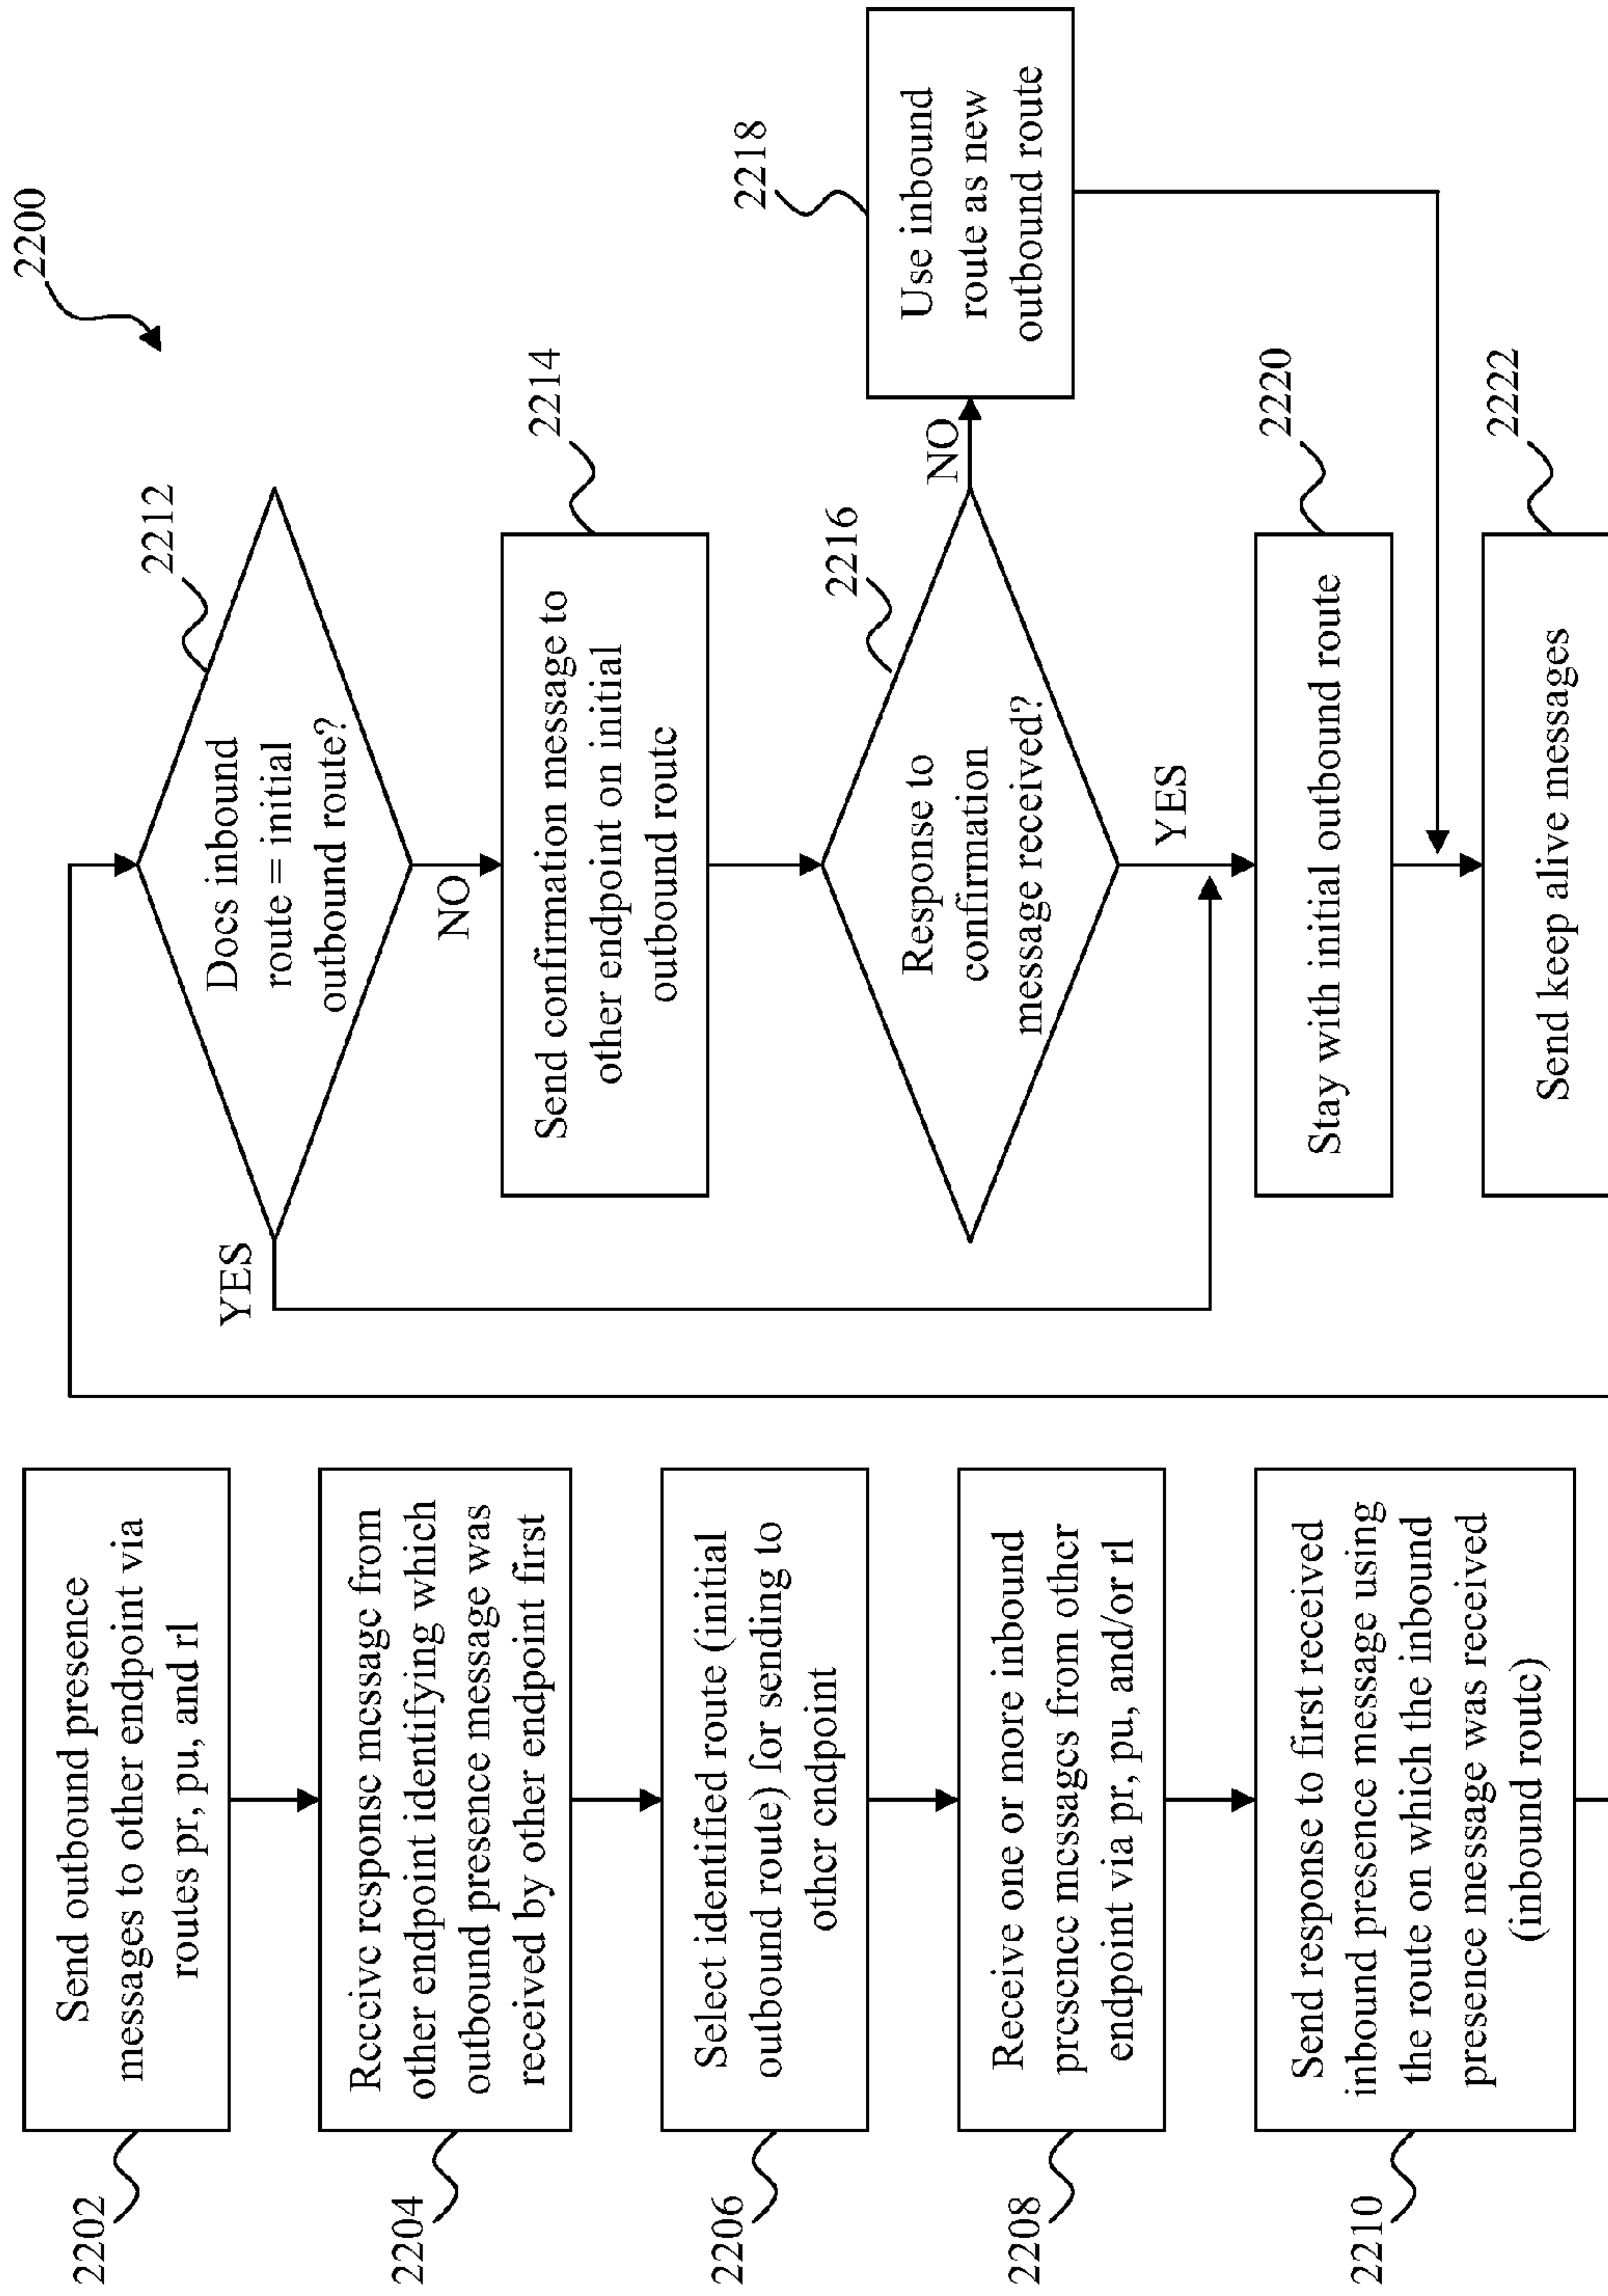 2200
2202
Send outbound presence
messages to other endpoint via
routes pr, pu, and rl
2204
Receive response message from
other endpoint identifying which
outbound presence message was
received by other endpoint first
2206
Select identified route (initial
outbound route) for sending to
other endpoint
2208
Receive one or more inbound
presence messages from other
endpoint via pr, pu, and/or rl
2210
Send response to first received
inbound presence message using
the route on which the inbound
presence message was received
(inbound route)
2212
Does inbound
route = initial
outbound route?
YES
NO
2214
Send confirmation message to
other endpoint on initial
outbound route
2216
Response to
confirmation
message received?
NO
YES
2218
Use inbound
route as new
outbound route
2220
Stay with initial outbound route
2222
Send keep alive messages